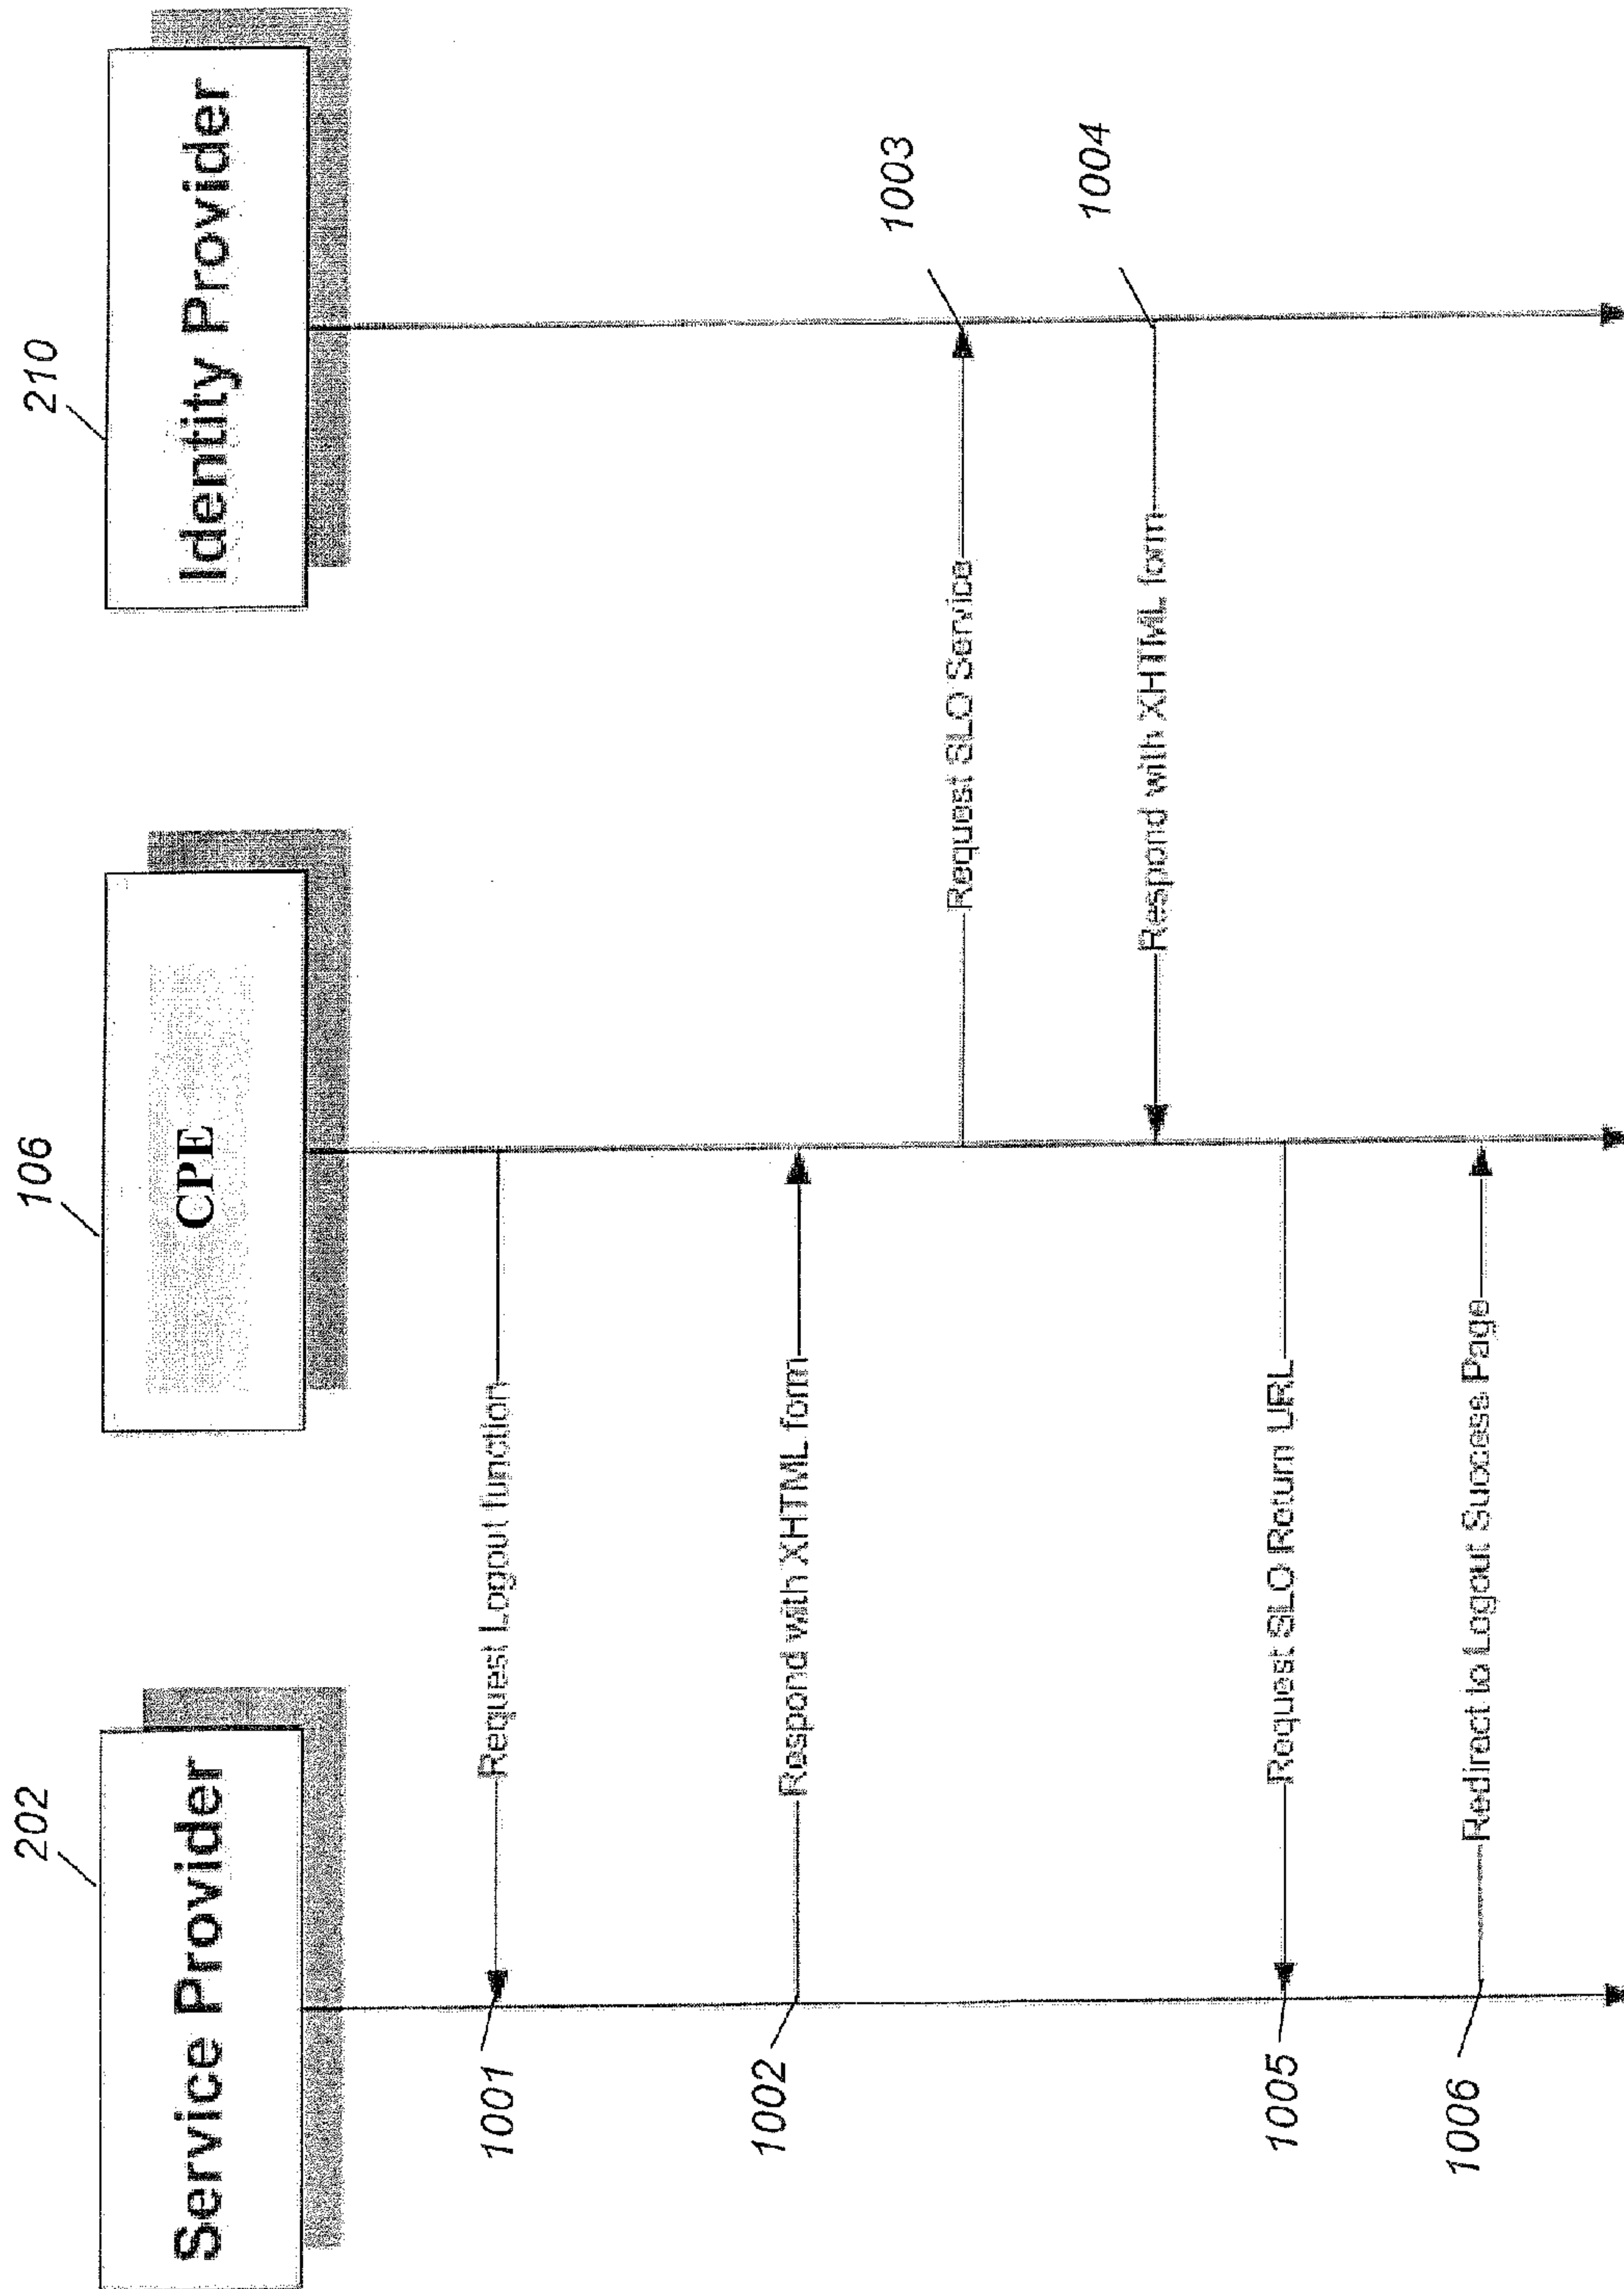 202
106
210
Service Provider
CPE
Identity Provider
1001
Request Logout function
1002
Respond with XHTML form
Request SLO Service
1003
Respond with XHTML form
1004
1005
Request SLO Return URL
1006
Redirect to Logout Success Page